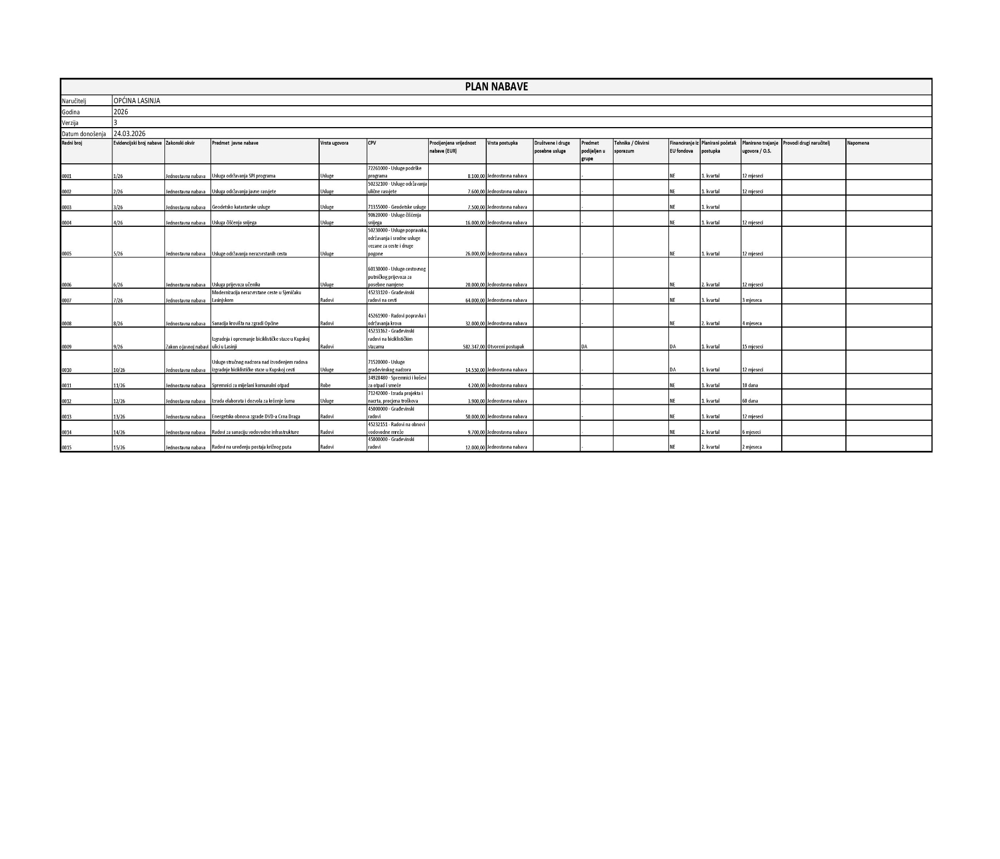 PLAN NABAVE
Naručitelj OPĆINA LASINJA
Godina 2026
Verzija 3
Datum donošenja 24.03.2026
Redni broj Evidencijski broj nabave Zakonski okvir Predmet javne nabave Vrsta ugovora CPV Procijenjena vrijednost nabave (EUR) Vrsta postupka Društvene i druge posebne usluge Predmet podijeljen u grupe Tehnika / Okvirni sporazum Financiranje iz EU fondova Planirani početak postupka Planirano trajanje ugovora / O.S. Provodi drugi naručitelj Napomena
0001 1/26 Jednostavna nabava Usluga održavanja SPI programa Usluge 72261000 - Usluge podrške programa 8.100,00 Jednostavna nabava - NE 1. kvartal 12 mjeseci
0002 2/26 Jednostavna nabava Usluga održavanja javne rasvjete Usluge 50232100 - Usluge održavanja ulične rasvjete 7.600,00 Jednostavna nabava - NE 1. kvartal 12 mjeseci
0003 3/26 Jednostavna nabava Geodetsko katastarske usluge Usluge 71355000 - Geodetske usluge 7.500,00 Jednostavna nabava - NE 1. kvartal
0004 4/26 Jednostavna nabava Usluga čišćenja snijega Usluge 90620000 - Usluge čišćenja snijega 16.000,00 Jednostavna nabava - NE 1. kvartal 12 mjeseci
0005 5/26 Jednostavna nabava Usluge održavanja nerazvrstanih cesta Usluge 50230000 - Usluge popravaka, održavanja i srodne usluge vezane za ceste i druge pogone 26.000,00 Jednostavna nabava - NE 1. kvartal 12 mjeseci
0006 6/26 Jednostavna nabava Usluga prijevoza učenika Usluge 60130000 - Usluge cestovnog putničkog prijevoza za posebne namjene 20.000,00 Jednostavna nabava - NE 2. kvartal 12 mjeseci
0007 7/26 Jednostavna nabava Modernizacija nerazvrstane ceste u Sjeničaku Lasinjskom Radovi 45233120 - Građevinski radovi na cesti 64.000,00 Jednostavna nabava - NE 3. kvartal 3 mjeseca
0008 8/26 Jednostavna nabava Sanacija krovišta na zgradi Općine Radovi 45261900 - Radovi popravka i održavanja krova 32.000,00 Jednostavna nabava - NE 2. kvartal 4 mjeseca
0009 9/26 Zakon o javnoj nabavi Izgradnja i opremanje biciklističke staze u Kupskoj ulici u Lasinji Radovi 45233162 - Građevinski radovi na biciklističkim stazama 582.347,00 Otvoreni postupak DA DA 1. kvartal 15 mjeseci
0010 10/26 Jednostavna nabava Usluge stručnog nadzora nad izvođenjem radova izgradnje biciklističke staze u Kupskoj cesti Usluge 71520000 - Usluge građevinskog nadzora 14.550,00 Jednostavna nabava - DA 1. kvartal 12 mjeseci
0011 11/26 Jednostavna nabava Spremnici za miješani komunalni otpad Robe 34928480 - Spremnici i koševi za otpad i smeće 4.200,00 Jednostavna nabava - NE 1. kvartal 10 dana
0012 12/26 Jednostavna nabava Izrada elaborata i dozvola za krčenje šuma Usluge 71242000 - Izrada projekta i nacrta, procjena troškova 3.900,00 Jednostavna nabava - NE 1. kvartal 60 dana
0013 13/26 Jednostavna nabava Energetska obnova zgrade DVD-a Crna Draga Radovi 45000000 - Građevinski radovi 50.000,00 Jednostavna nabava - NE 1. kvartal 12 mjeseci
0014 14/26 Jednostavna nabava Radovi za sanaciju vodovodne infrastrukture Radovi 45232151 - Radovi na obnovi vodovodne mreže 9.700,00 Jednostavna nabava - NE 2. kvartal 6 mjeseci
0015 15/26 Jednostavna nabava Radovi na uređenju postaja križnog puta Radovi 45000000 - Građevinski radovi 12.000,00 Jednostavna nabava - NE 2. kvartal 2 mjeseca